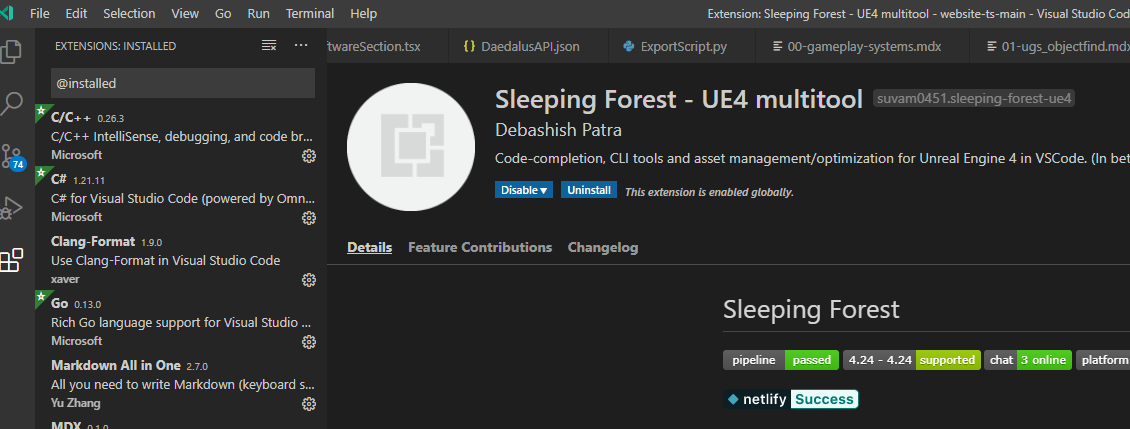 File Edit Selection View Go Run Terminal Help
Extension: Sleeping Forest - UE4 multitool - website-ts-main - Visual Studio Cod
EXTENSIONS: INSTALLED
ftwareSection.tsx
DaedalusAPI.json
ExportScript.py
00-gameplay-systems.mdx
01-ugs_objectfind.mdx
@installed
C/C++ 0.26.3
C/C++ IntelliSense, debugging, and code br...
Microsoft
C# 1.21.11
C# for Visual Studio Code (powered by Omn...
Microsoft
Clang-Format 1.9.0
Use Clang-Format in Visual Studio Code
xaver
Go 0.13.0
Rich Go language support for Visual Studio ...
Microsoft
Markdown All in One 2.7.0
All you need to write Markdown (keyboard s...
Yu Zhang
MDX 0.1.0
74
Sleeping Forest - UE4 multitool suvam0451.sleeping-forest-ue4
Debashish Patra
Code-completion, CLI tools and asset management/optimization for Unreal Engine 4 in VSCode. (In bet
Disable Uninstall This extension is enabled globally.
Details Feature Contributions Changelog
Sleeping Forest
pipeline passed 4.24 - 4.24 supported chat 3 online platform
netlify Success